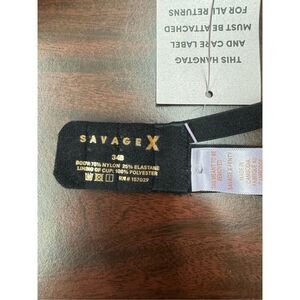 THIS HANGTAG
AND CARE LABEL
MUST BE ATTACHED
FOR ALL RETURNS
SAVAGE X
34B
BODY: 75% NYLON 25% ELASTANE
LINING OF CUP: 100% POLYESTER
RN# 157029